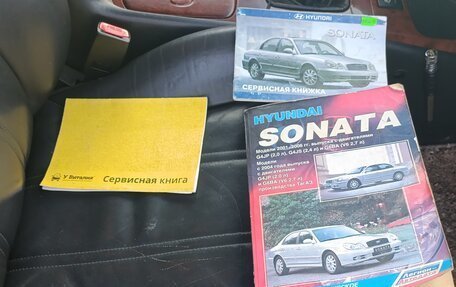 HYUNDAI
SONATA
СЕРВИСНАЯ КНИЖКА
У Виталия
Сервисная книга
HYUNDAI
SONATA
Модели 2001-2006 гг. выпуска с двигателями
G4JP (2,0 л), G4JS (2,4 л) и G6BA (V6 2,7 л)
Модели
с 2004 года выпуска
с двигателями
G4JP (2,0 л)
и G6BA (V6 2,7 л)
производства ТагАЗ
Легион